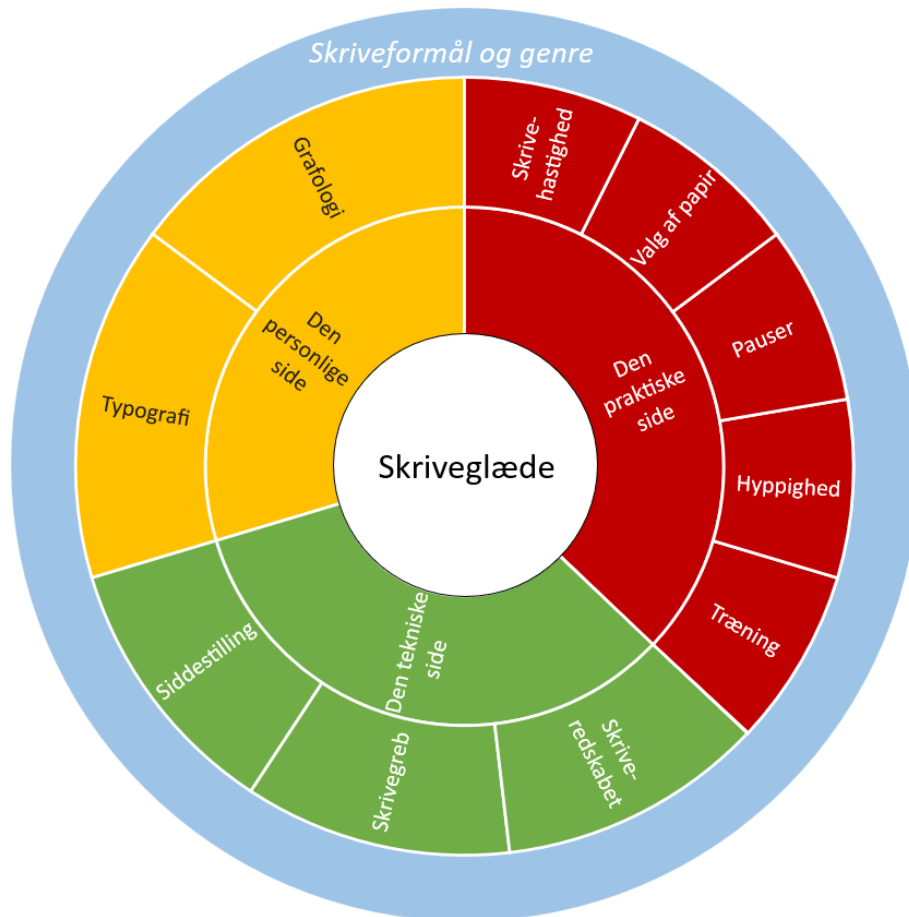 Skriveformål og genre
Grafologi
Skrive-
hastighed
Valg af papir
Den
personlige
side
Den
praktiske
side
Pauser
Typografi
Skriveglæde
Hyppighed
Træning
Siddestilling
Den tekniske
side
Skrivegreb
Skrive-
redskabet